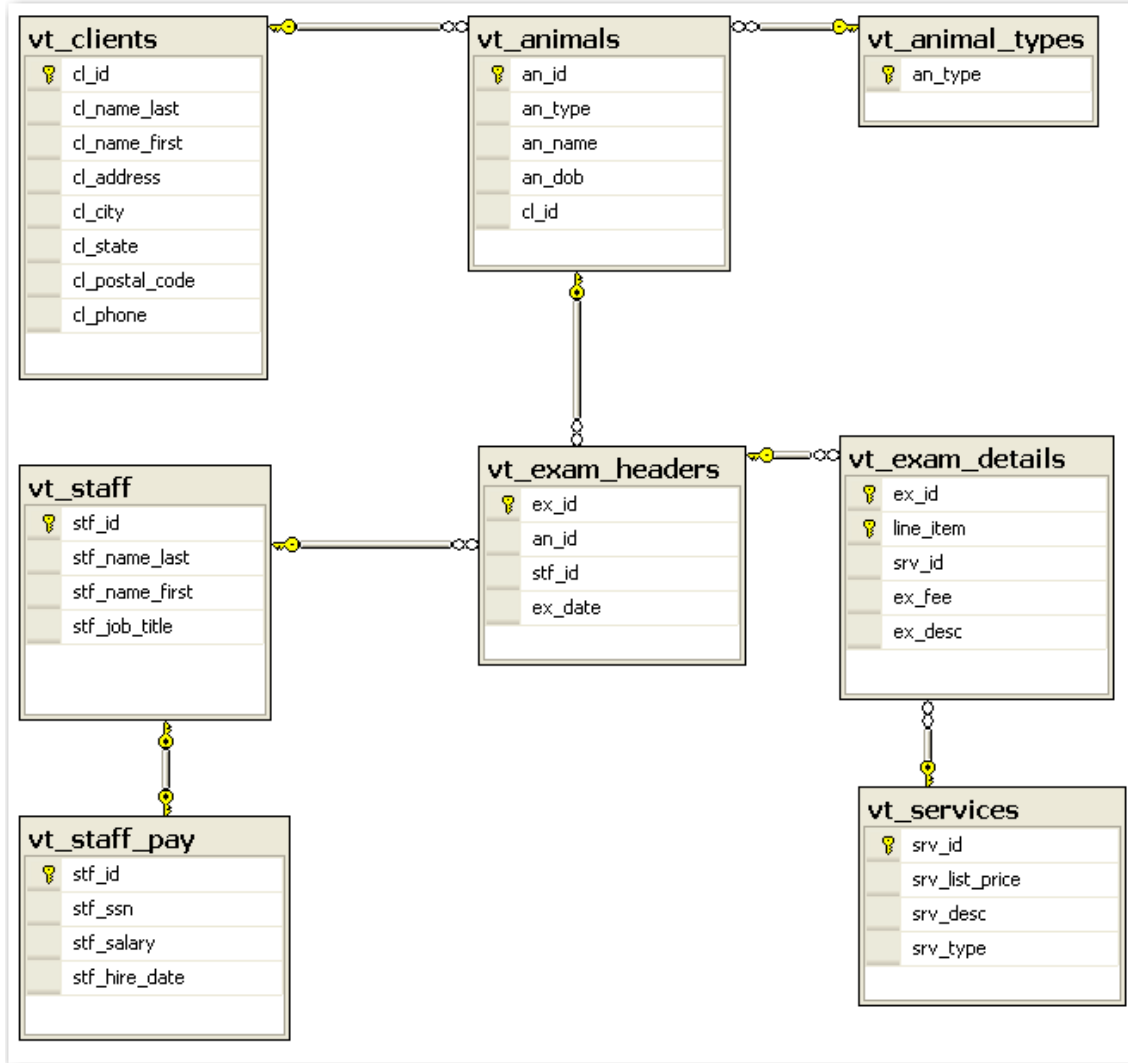 vt_clients
cl_id
cl_name_last
cl_name_first
cl_address
cl_city
cl_state
cl_postal_code
cl_phone
vt_animals
an_id
an_type
an_name
an_dob
cl_id
vt_animal_types
an_type
vt_staff
stf_id
stf_name_last
stf_name_first
stf_job_title
vt_exam_headers
ex_id
an_id
stf_id
ex_date
vt_exam_details
ex_id
line_item
srv_id
ex_fee
ex_desc
vt_staff_pay
stf_id
stf_ssn
stf_salary
stf_hire_date
vt_services
srv_id
srv_list_price
srv_desc
srv_type